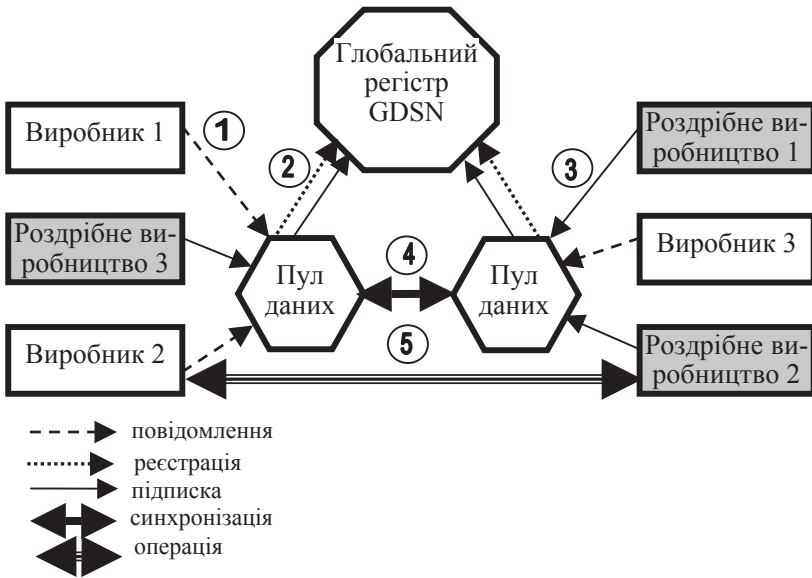 Глобальний
регістр
GDSN
Виробник 1
1
2
3
Роздрібне ви-
робництво 1
Роздрібне ви-
робництво 3
Виробник 3
Пул
даних
4
Пул
даних
Виробник 2
5
Роздрібне ви-
робництво 2
повідомлення
реєстрація
підписка
синхронізація
операція